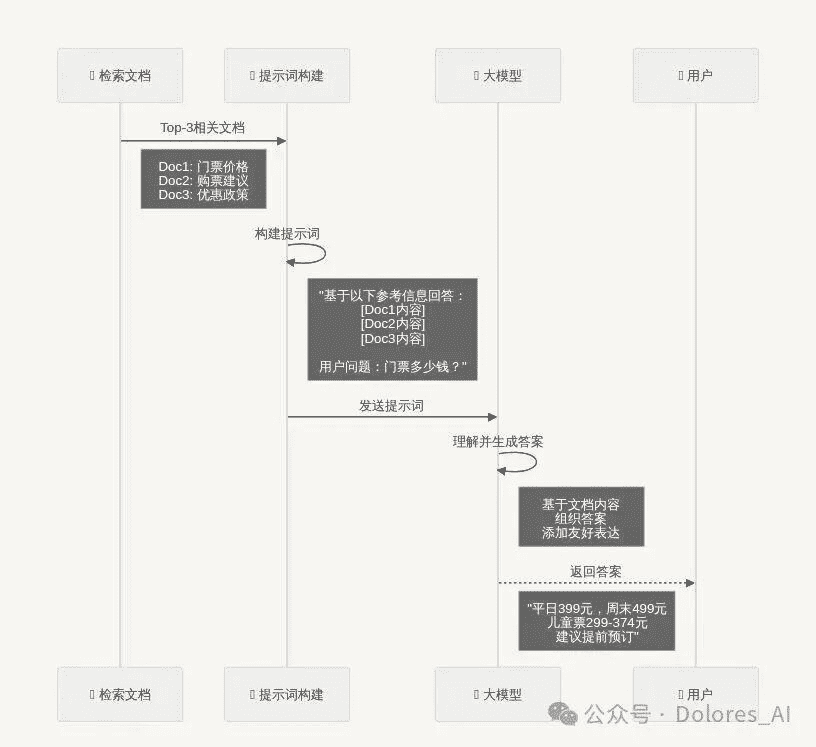 检索文档
提示词构建
大模型
用户
Top-3相关文档
Doc1: 门票价格
Doc2: 购票建议
Doc3: 优惠政策
构建提示词
"基于以下参考信息回答：
[Doc1内容]
[Doc2内容]
[Doc3内容]
用户问题：门票多少钱？"
发送提示词
理解并生成答案
基于文档内容
组织答案
添加友好表达
返回答案
"平日399元，周末499元
儿童票299-374元
建议提前预订"
检索文档
提示词构建
大模型
用户
公众号 · Dolores_AI